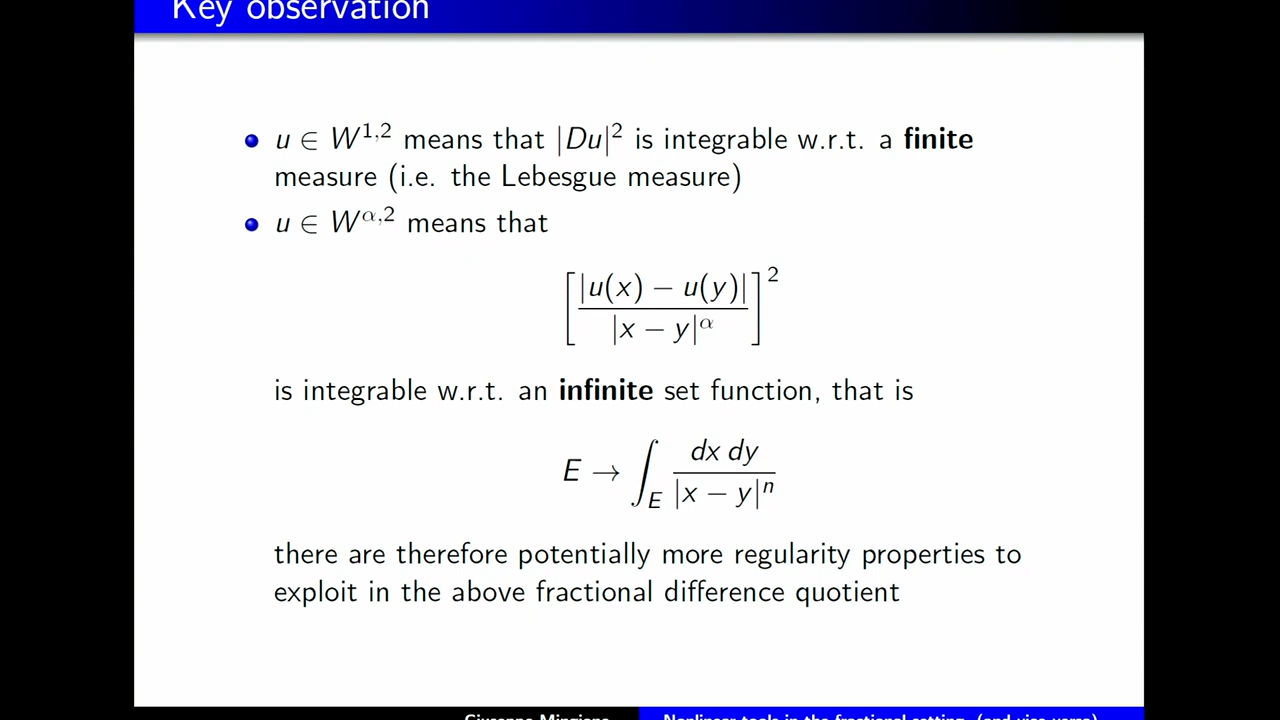 Key observation
u ∈ W^{1,2} means that |Du|^2 is integrable w.r.t. a finite
measure (i.e. the Lebesgue measure)
u ∈ W^{α,2} means that
[ |u(x) − u(y)| / |x − y|^α ]^2
is integrable w.r.t. an infinite set function, that is
E → ∫_E dx dy / |x − y|^n
there are therefore potentially more regularity properties to
exploit in the above fractional difference quotient
Giuseppe Mingione
Nonlinear tools in the fractional setting (and vice versa)